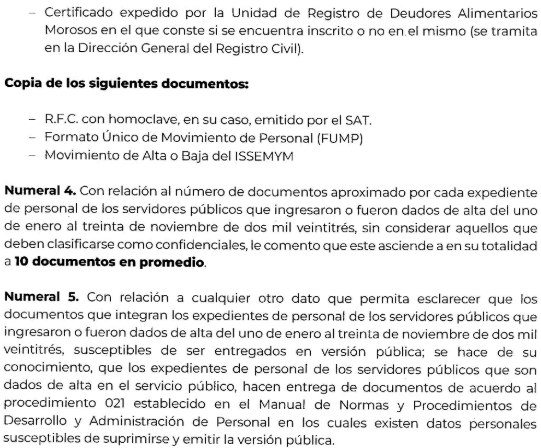 – Certificado expedido por la Unidad de Registro de Deudores Alimentarios
Morosos en el que conste si se encuentra inscrito o no en el mismo (se tramita
en la Dirección General del Registro Civil).
Copia de los siguientes documentos:
– R.F.C. con homoclave, en su caso, emitido por el SAT.
– Formato Único de Movimiento de Personal (FUMP)
– Movimiento de Alta o Baja del ISSEMYM
Numeral 4. Con relación al número de documentos aproximado por cada expediente
de personal de los servidores públicos que ingresaron o fueron dados de alta del uno
de enero al treinta de noviembre de dos mil veintitrés, sin considerar aquellos que
deben clasificarse como confidenciales, le comento que este asciende a en su totalidad
a 10 documentos en promedio.
Numeral 5. Con relación a cualquier otro dato que permita esclarecer que los
documentos que integran los expedientes de personal de los servidores públicos que
ingresaron o fueron dados de alta del uno de enero al treinta de noviembre de dos mil
veintitrés, susceptibles de ser entregados en versión pública; se hace de su
conocimiento, que los expedientes de personal de los servidores públicos que son
dados de alta en el servicio público, hacen entrega de documentos de acuerdo al
procedimiento 021 establecido en el Manual de Normas y Procedimientos de
Desarrollo y Administración de Personal en los cuales existen datos personales
susceptibles de suprimirse y emitir la versión pública.